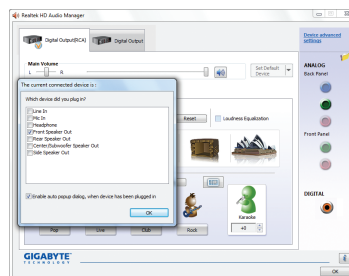 Realtek HD Audio Manager
Digital Output(RCA)
Digital Output
Device advanced settings
Main Volume
L
R
Set Default Device
ANALOG
Back Panel
The current connected device is :
Which device did you plug in?
Line In
Mic In
Headphone
Front Speaker Out
Rear Speaker Out
Center/Subwoofer Speaker Out
Side Speaker Out
Enable auto popup dialog, when device has been plugged in
OK
Reset
Loudness Equalization
Front Panel
Karaoke
+0
Pop
Live
Club
Rock
DIGITAL
GIGABYTE
TECHNOLOGY
OK